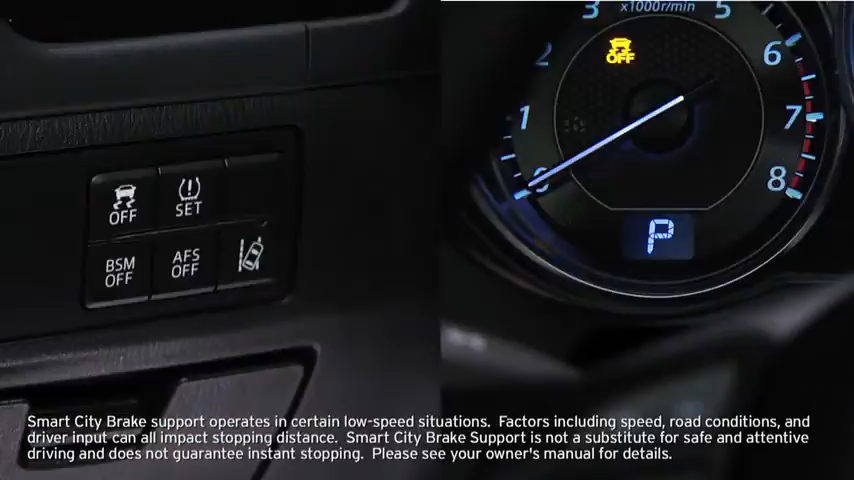 3 x1000r/min 5
2 OFF 6
1 7
0 8
P
OFF SET
BSM OFF AFS OFF
Smart City Brake support operates in certain low-speed situations. Factors including speed, road conditions, and
driver input can all impact stopping distance. Smart City Brake Support is not a substitute for safe and attentive
driving and does not guarantee instant stopping. Please see your owner's manual for details.